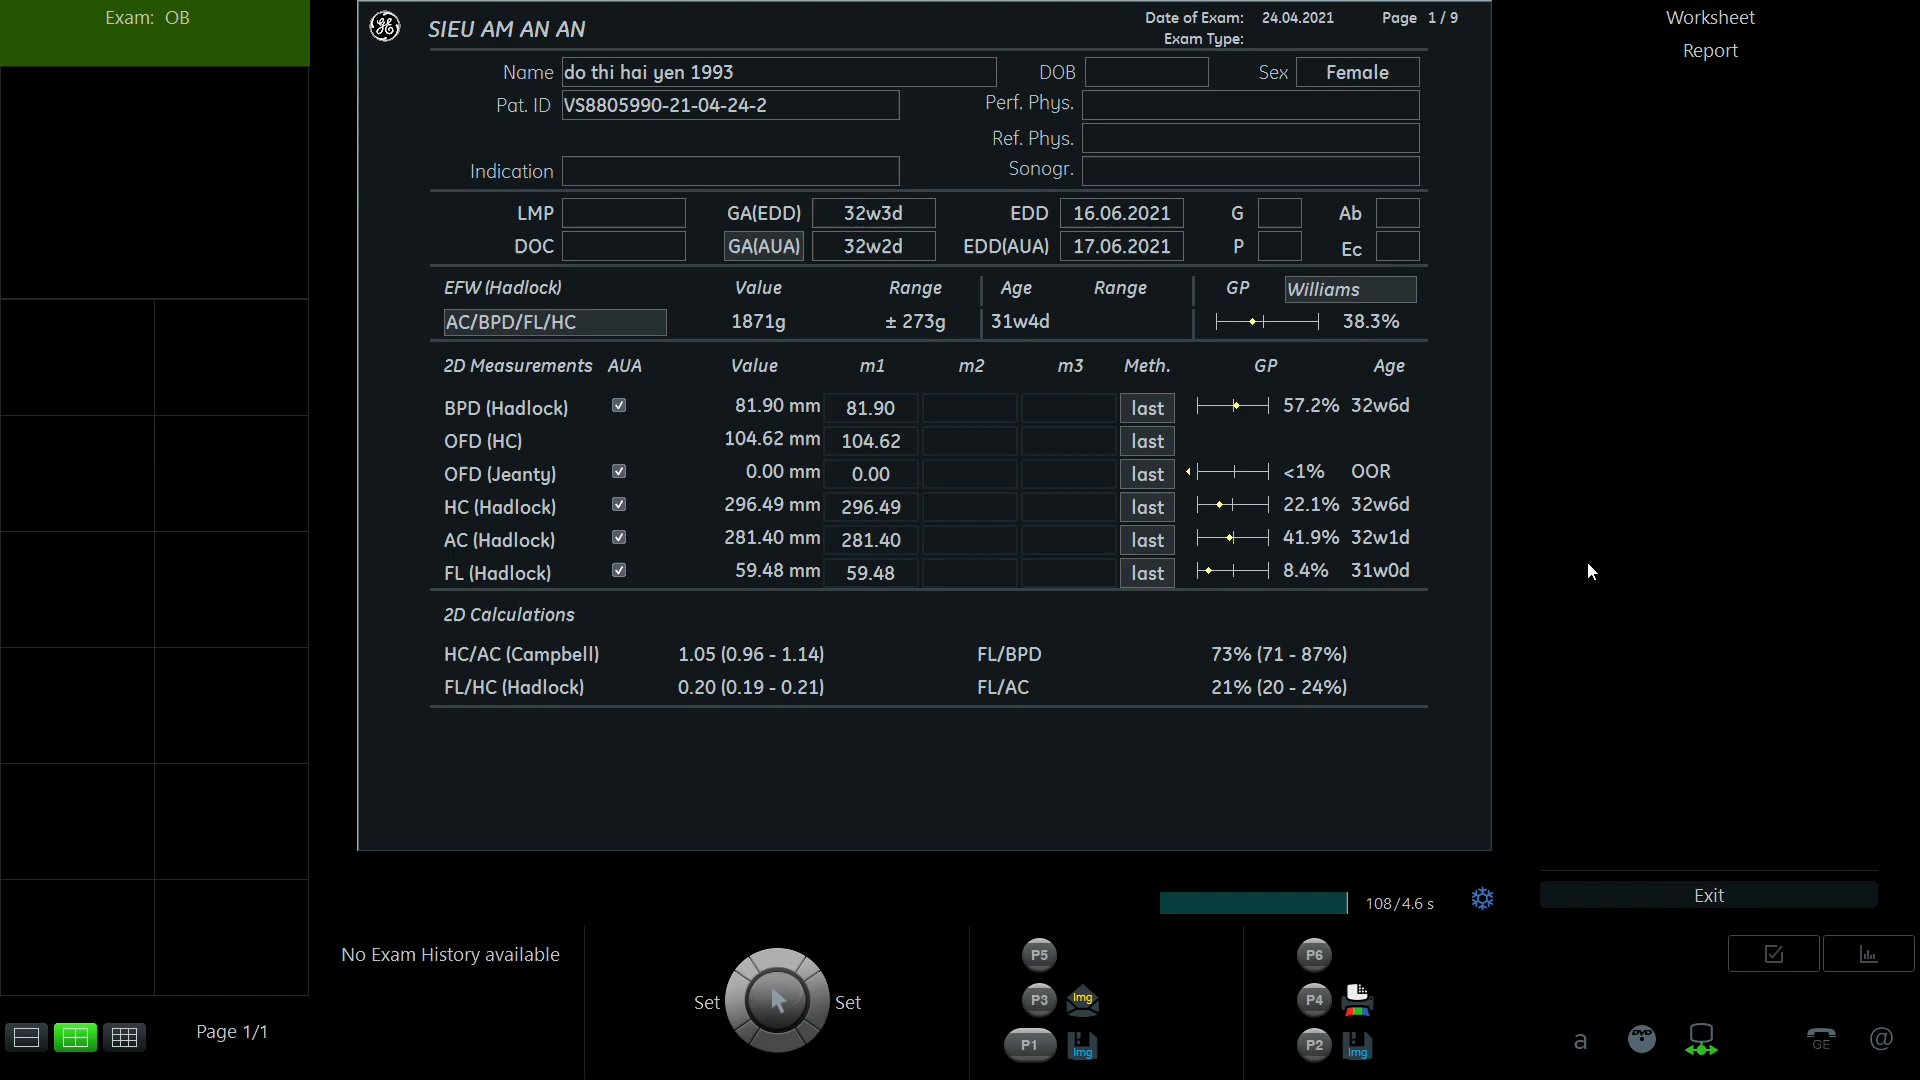 Exam: OB
SIEU AM AN AN
Date of Exam: 24.04.2021 Page 1 / 9
Exam Type:
Name do thi hai yen 1993 DOB Sex Female
Pat. ID VS8805990-21-04-24-2 Perf. Phys.
Ref. Phys.
Indication Sonogr.
LMP GA(EDD) 32w3d EDD 16.06.2021 G Ab
DOC GA(AUA) 32w2d EDD(AUA) 17.06.2021 P Ec
EFW (Hadlock) Value Range Age Range GP Williams
AC/BPD/FL/HC 1871g ± 273g 31w4d 38.3%
2D Measurements AUA Value m1 m2 m3 Meth. GP Age
BPD (Hadlock) 81.90 mm 81.90 last 57.2% 32w6d
OFD (HC) 104.62 mm 104.62 last
OFD (Jeanty) 0.00 mm 0.00 last <1% OOR
HC (Hadlock) 296.49 mm 296.49 last 22.1% 32w6d
AC (Hadlock) 281.40 mm 281.40 last 41.9% 32w1d
FL (Hadlock) 59.48 mm 59.48 last 8.4% 31w0d
2D Calculations
HC/AC (Campbell) 1.05 (0.96 - 1.14) FL/BPD 73% (71 - 87%)
FL/HC (Hadlock) 0.20 (0.19 - 0.21) FL/AC 21% (20 - 24%)
Worksheet
Report
108 / 4.6 s
Exit
No Exam History available
Set Set
P5 P6
P3 Img P4
P1 Img P2 Img
Page 1/1
a DVD GE @